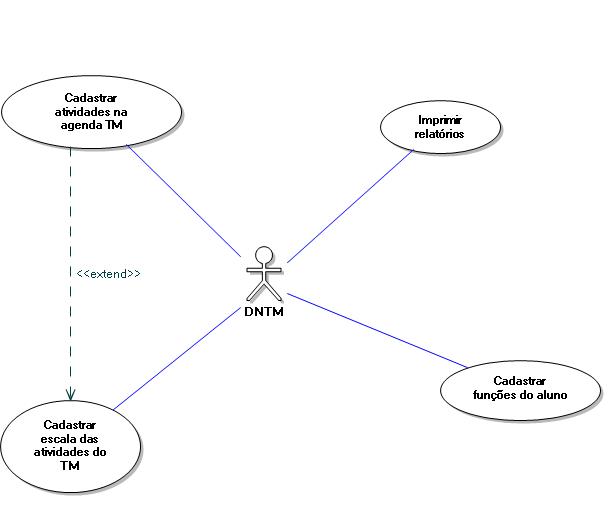 Cadastrar
atividades na
agenda TM
Imprimir
relatórios
<<extend>>
DNTM
Cadastrar
funções do aluno
Cadastrar
escala das
atividades do
TM